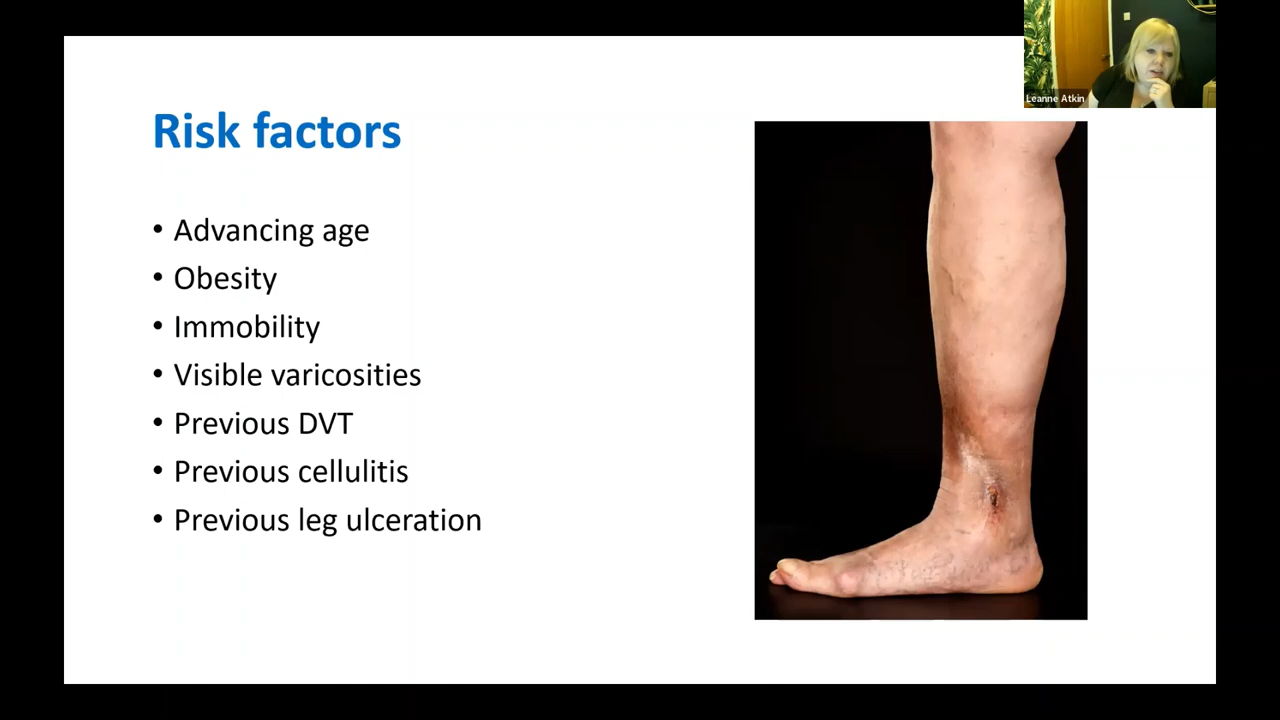 Leanne Atkin
Risk factors
• Advancing age
• Obesity
• Immobility
• Visible varicosities
• Previous DVT
• Previous cellulitis
• Previous leg ulceration